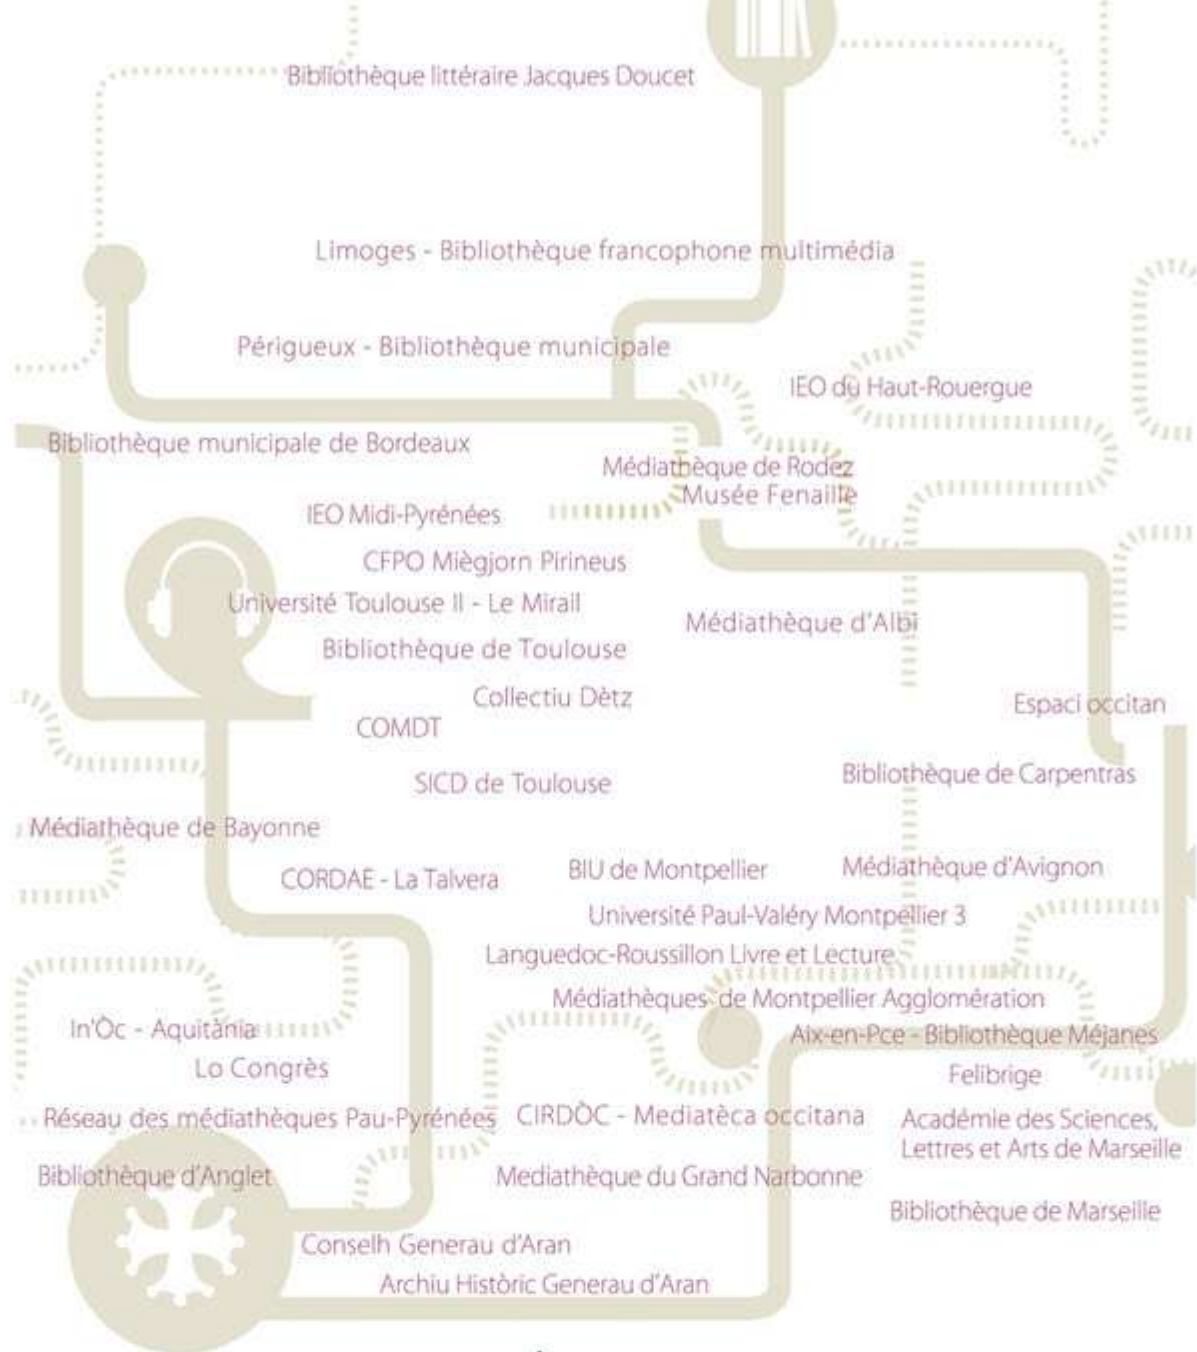 Bibliothèque littéraire Jacques Doucet
Limoges - Bibliothèque francophone multimédia
Périgueux - Bibliothèque municipale
IEO du Haut-Rouergue
Bibliothèque municipale de Bordeaux
Médiathèque de Rodez
Musée Fenaille
IEO Midi-Pyrénées
CFPO Miègjorn Pirineus
Université Toulouse II - Le Mirail
Médiathèque d'Albi
Bibliothèque de Toulouse
Collectiu Dètz
Espaci occitan
COMDT
Bibliothèque de Carpentras
SICD de Toulouse
Médiathèque de Bayonne
BIU de Montpellier
Médiathèque d'Avignon
CORDAE - La Talvera
Université Paul-Valéry Montpellier 3
Languedoc-Roussillon Livre et Lecture
Médiathèques de Montpellier Agglomération
In'Òc - Aquitània
Aix-en-Pce - Bibliothèque Méjanes
Lo Congrès
Felibrige
Réseau des médiathèques Pau-Pyrénées
CIRDÒC - Mediatèca occitana
Académie des Sciences,
Lettres et Arts de Marseille
Bibliothèque d'Anglet
Mediathèque du Grand Narbonne
Bibliothèque de Marseille
Conselh Generau d'Aran
Archiu Històric Generau d'Aran